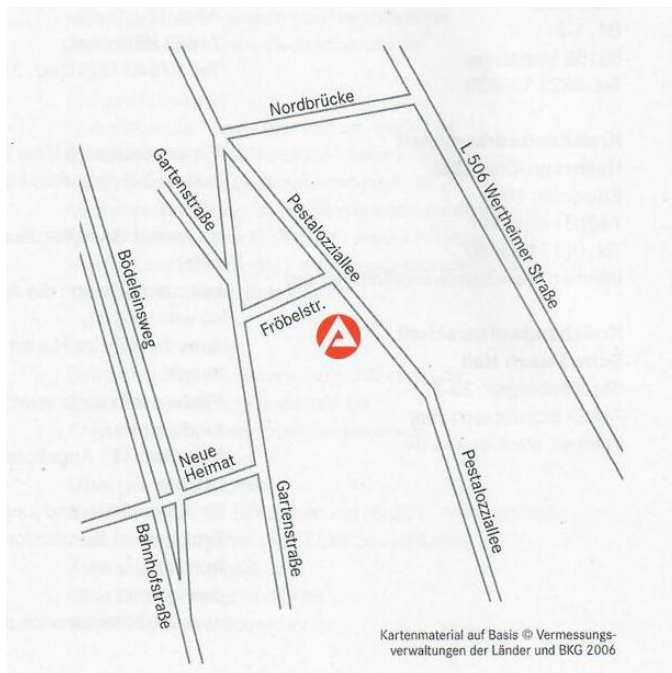 Nordbrücke
Gartenstraße
Pestalozziallee
L 506 Wertheimer Straße
Bödeleinsweg
Fröbelstr.
Neue
Heimat
Gartenstraße
Pestalozziallee
Bahnhofstraße
Kartenmaterial auf Basis © Vermessungs-
verwaltungen der Länder und BKG 2006